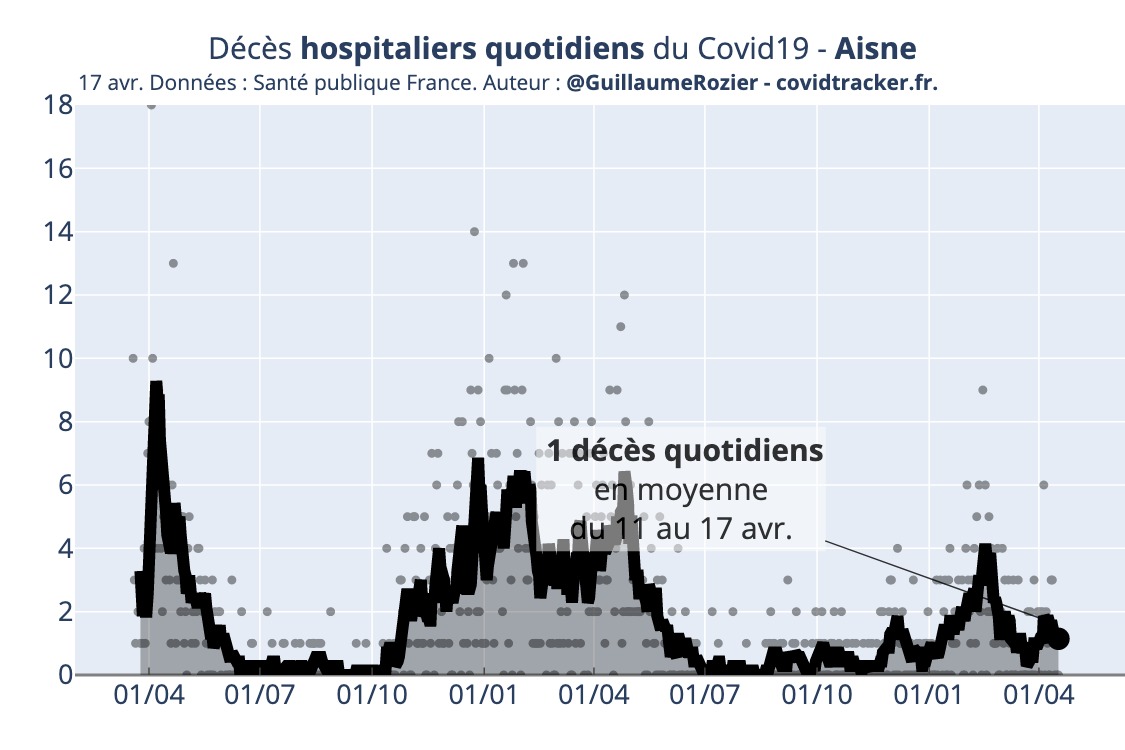 Décès hospitaliers quotidiens du Covid19 - Aisne
17 avr. Données : Santé publique France. Auteur : @GuillaumeRozier - covidtracker.fr.
18
16
14
12
10
8
6
4
2
0
1 décès quotidiens
en moyenne
du 11 au 17 avr.
01/04 01/07 01/10 01/01 01/04 01/07 01/10 01/01 01/04